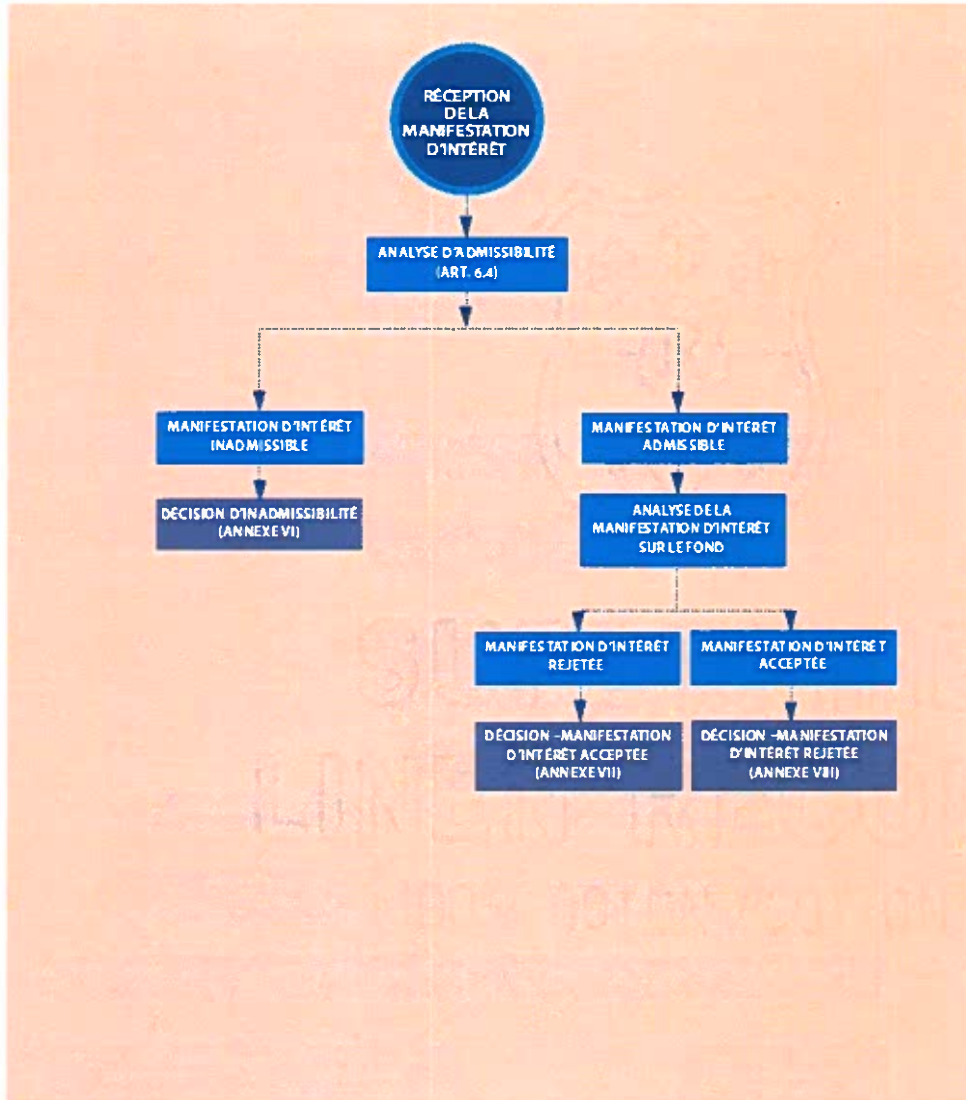 RÉCEPTION
DE LA
MANIFESTATION
D'INTÉRÊT
ANALYSE D'ADMISSIBILITÉ
(ART. 6.4)
MANIFESTATION D'INTÉRÊT
INADMISSIBLE
DÉCISION D'INADMISSIBILITÉ
(ANNEXE VI)
MANIFESTATION D'INTÉRÊT
ADMISSIBLE
ANALYSE DE LA
MANIFESTATION D'INTÉRÊT
SUR LE FOND
MANIFESTATION D'INTÉRÊT
REJETÉE
DÉCISION – MANIFESTATION
D'INTÉRÊT ACCEPTÉE
(ANNEXE VII)
MANIFESTATION D'INTÉRÊT
ACCEPTÉE
DÉCISION – MANIFESTATION
D'INTÉRÊT REJETÉE
(ANNEXE VIII)